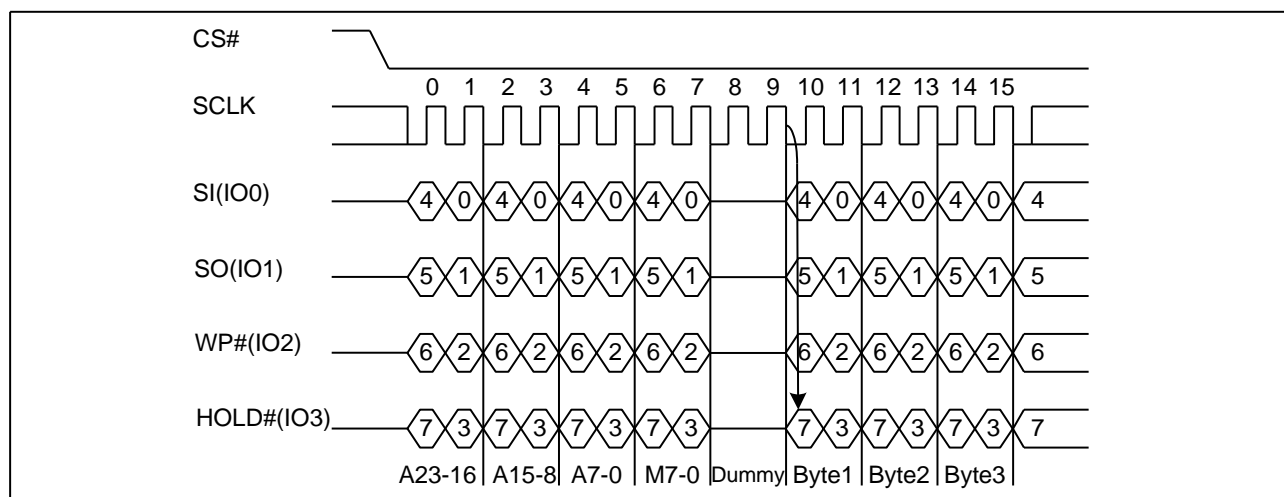 CS#
0 1 2 3 4 5 6 7 8 9 10 11 12 13 14 15
SCLK
SI(IO0) 4 0 4 0 4 0 4 0 4 0 4 0 4 0 4
SO(IO1) 5 1 5 1 5 1 5 1 5 1 5 1 5 1 5
WP#(IO2) 6 2 6 2 6 2 6 2 6 2 6 2 6 2 6
HOLD#(IO3) 7 3 7 3 7 3 7 3 7 3 7 3 7 3 7
A23-16 A15-8 A7-0 M7-0 Dummy Byte1 Byte2 Byte3